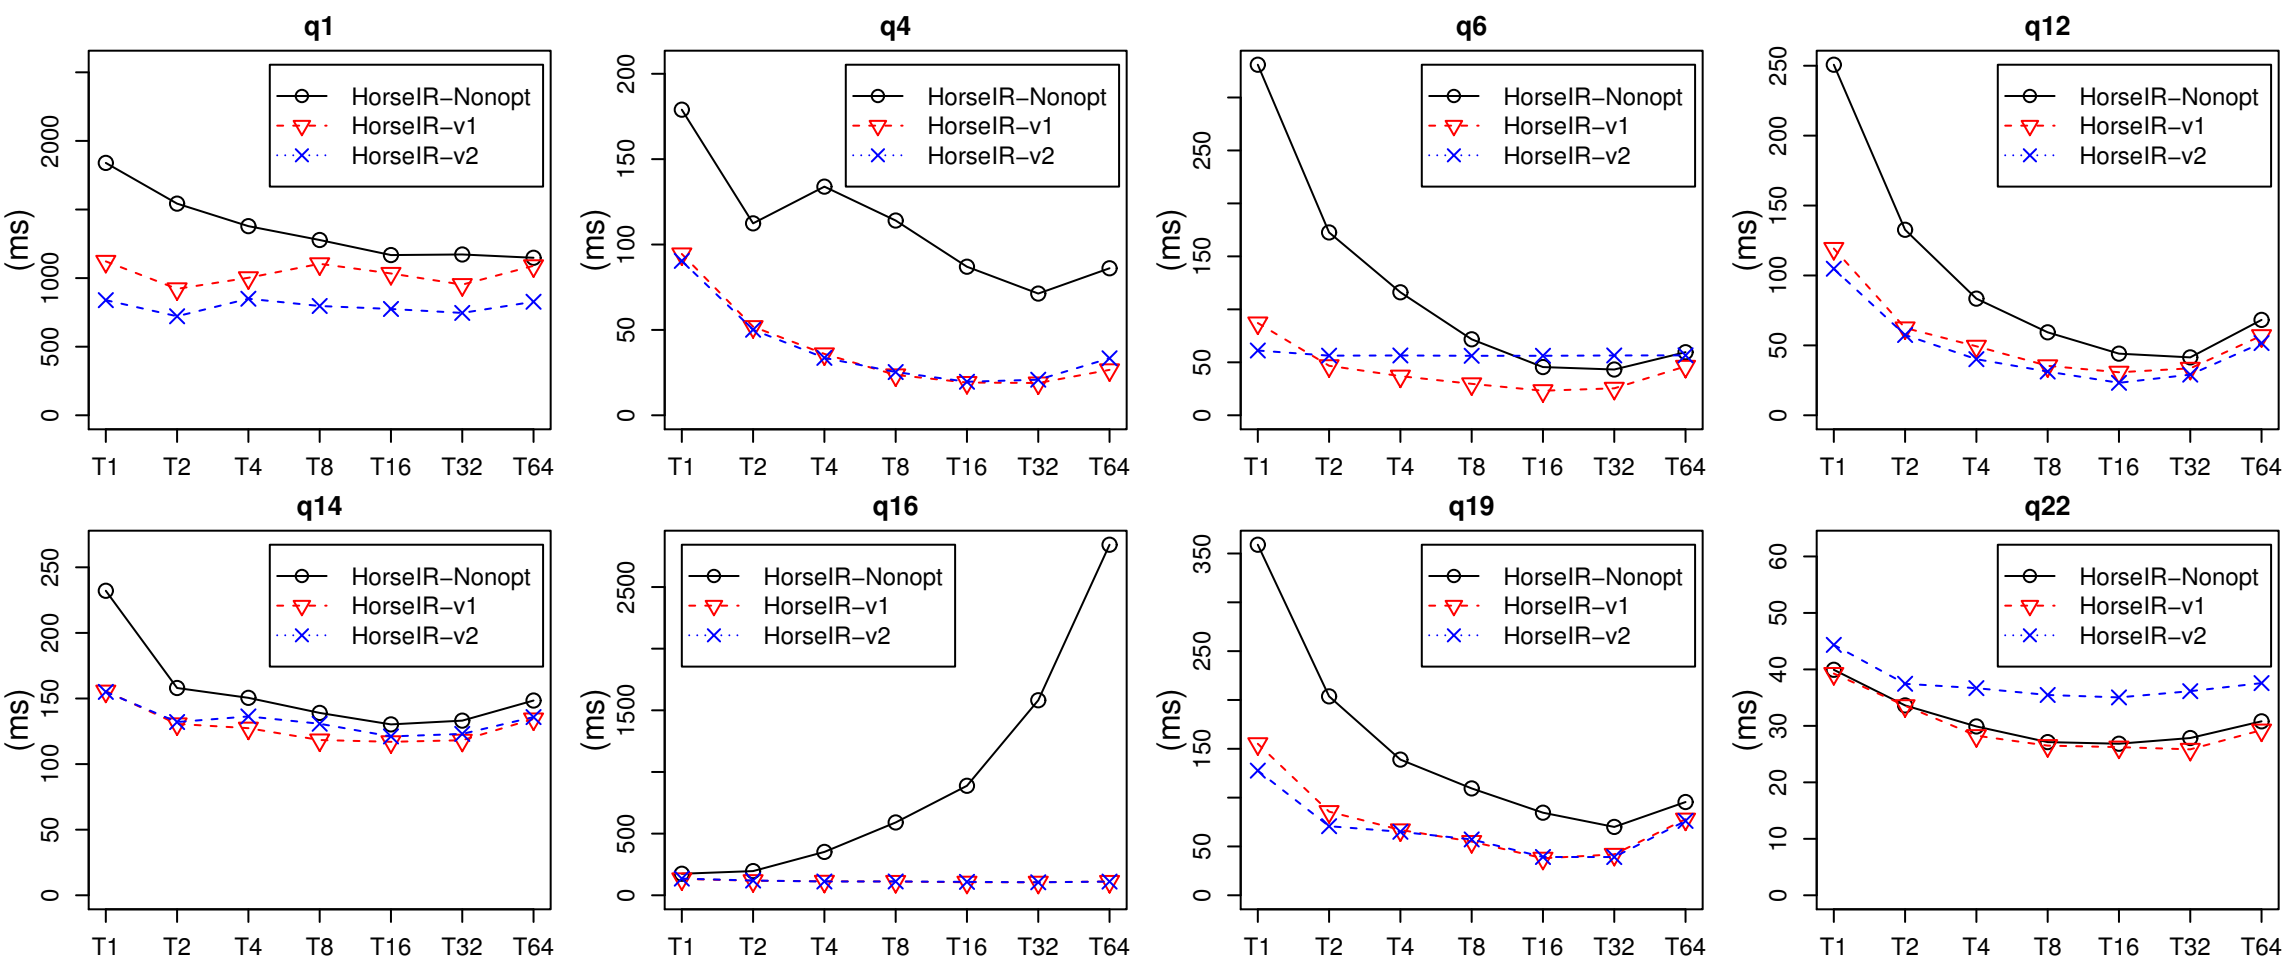 q1
HorseIR−Nonopt
HorseIR−v1
HorseIR−v2
(ms)
0
500
1000
2000
T1 T2 T4 T8 T16 T32 T64
q4
HorseIR−Nonopt
HorseIR−v1
HorseIR−v2
(ms)
0
50
100
150
200
T1 T2 T4 T8 T16 T32 T64
q6
HorseIR−Nonopt
HorseIR−v1
HorseIR−v2
(ms)
0
50
150
250
T1 T2 T4 T8 T16 T32 T64
q12
HorseIR−Nonopt
HorseIR−v1
HorseIR−v2
(ms)
0
50
100
150
200
250
T1 T2 T4 T8 T16 T32 T64
q14
HorseIR−Nonopt
HorseIR−v1
HorseIR−v2
(ms)
0
50
100
150
200
250
T1 T2 T4 T8 T16 T32 T64
q16
HorseIR−Nonopt
HorseIR−v1
HorseIR−v2
(ms)
0
500
1500
2500
T1 T2 T4 T8 T16 T32 T64
q19
HorseIR−Nonopt
HorseIR−v1
HorseIR−v2
(ms)
0
50
150
250
350
T1 T2 T4 T8 T16 T32 T64
q22
HorseIR−Nonopt
HorseIR−v1
HorseIR−v2
(ms)
0
10
20
30
40
50
60
T1 T2 T4 T8 T16 T32 T64